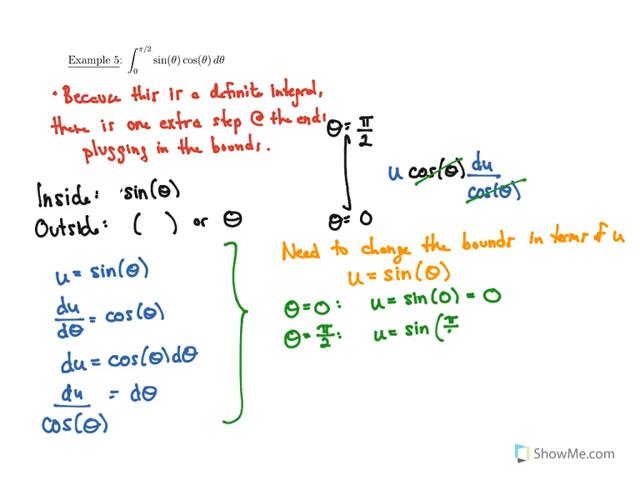 Example 5: ∫_0^{π/2} sin(θ) cos(θ) dθ
• Because this is a definite integral,
there is one extra step @ the end:
plugging in the bounds.
θ = π/2
θ = 0
u cos(θ) du/cos(θ)
Inside: sin(θ)
Outside: ( ) or θ
u = sin(θ)
du/dθ = cos(θ)
du = cos(θ)dθ
du/cos(θ) = dθ
Need to change the bounds in terms of u
u = sin(θ)
θ = 0: u = sin(0) = 0
θ = π/2: u = sin(π
ShowMe.com